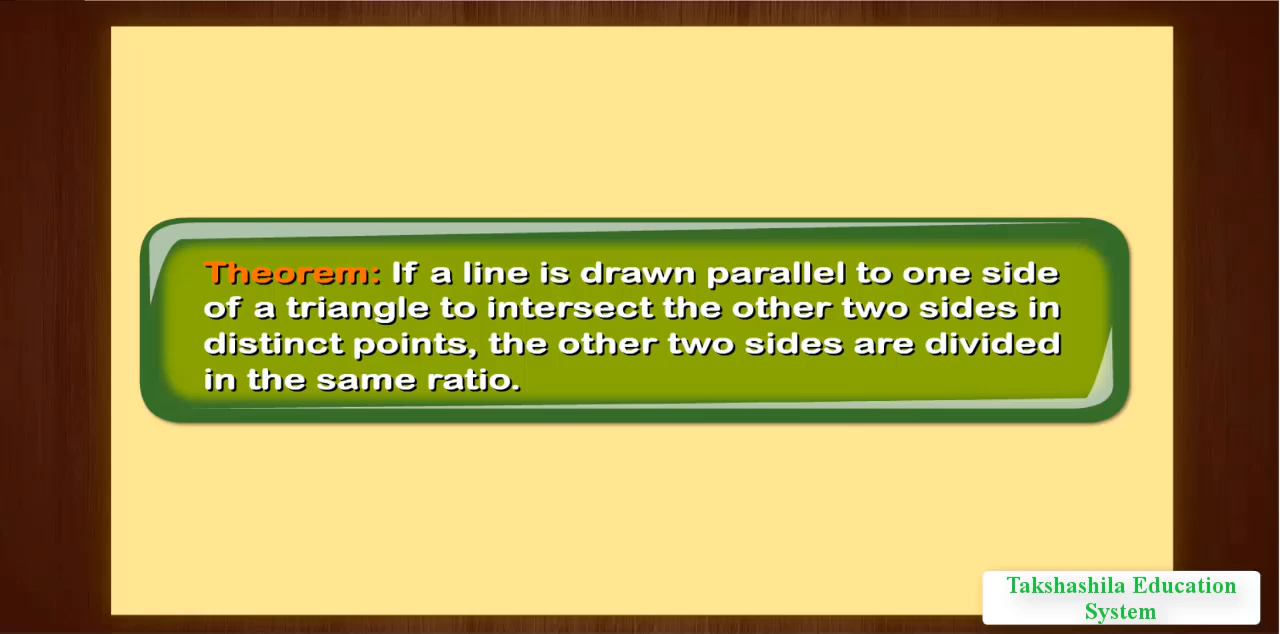 Theorem: If a line is drawn parallel to one side
of a triangle to intersect the other two sides in
distinct points, the other two sides are divided
in the same ratio.
Takshashila Education
System